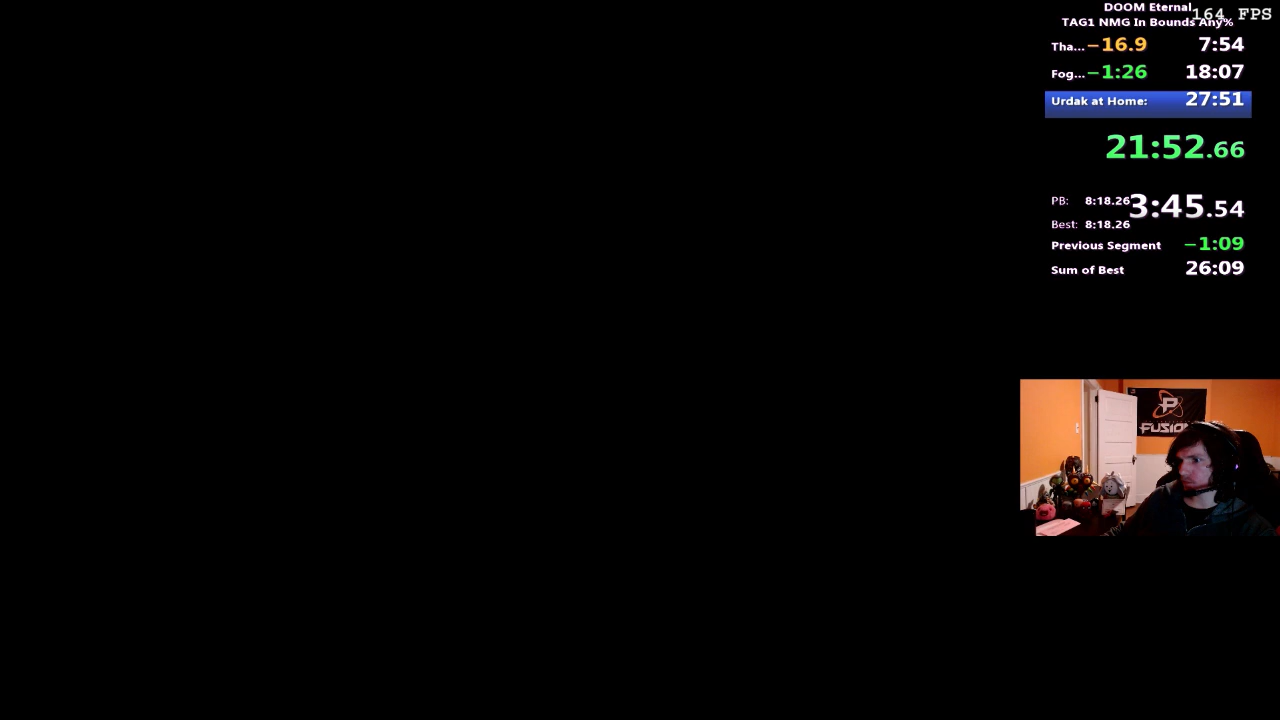 DOOM Eternal
164 FPS
TAG1 NMG In Bounds Any%
Tha... −16.9 7:54
Fog... −1:26 18:07
Urdak at Home: 27:51
21:52.66
PB: 8:18.26 3:45.54
Best: 8:18.26
Previous Segment −1:09
Sum of Best 26:09
P
FUSION